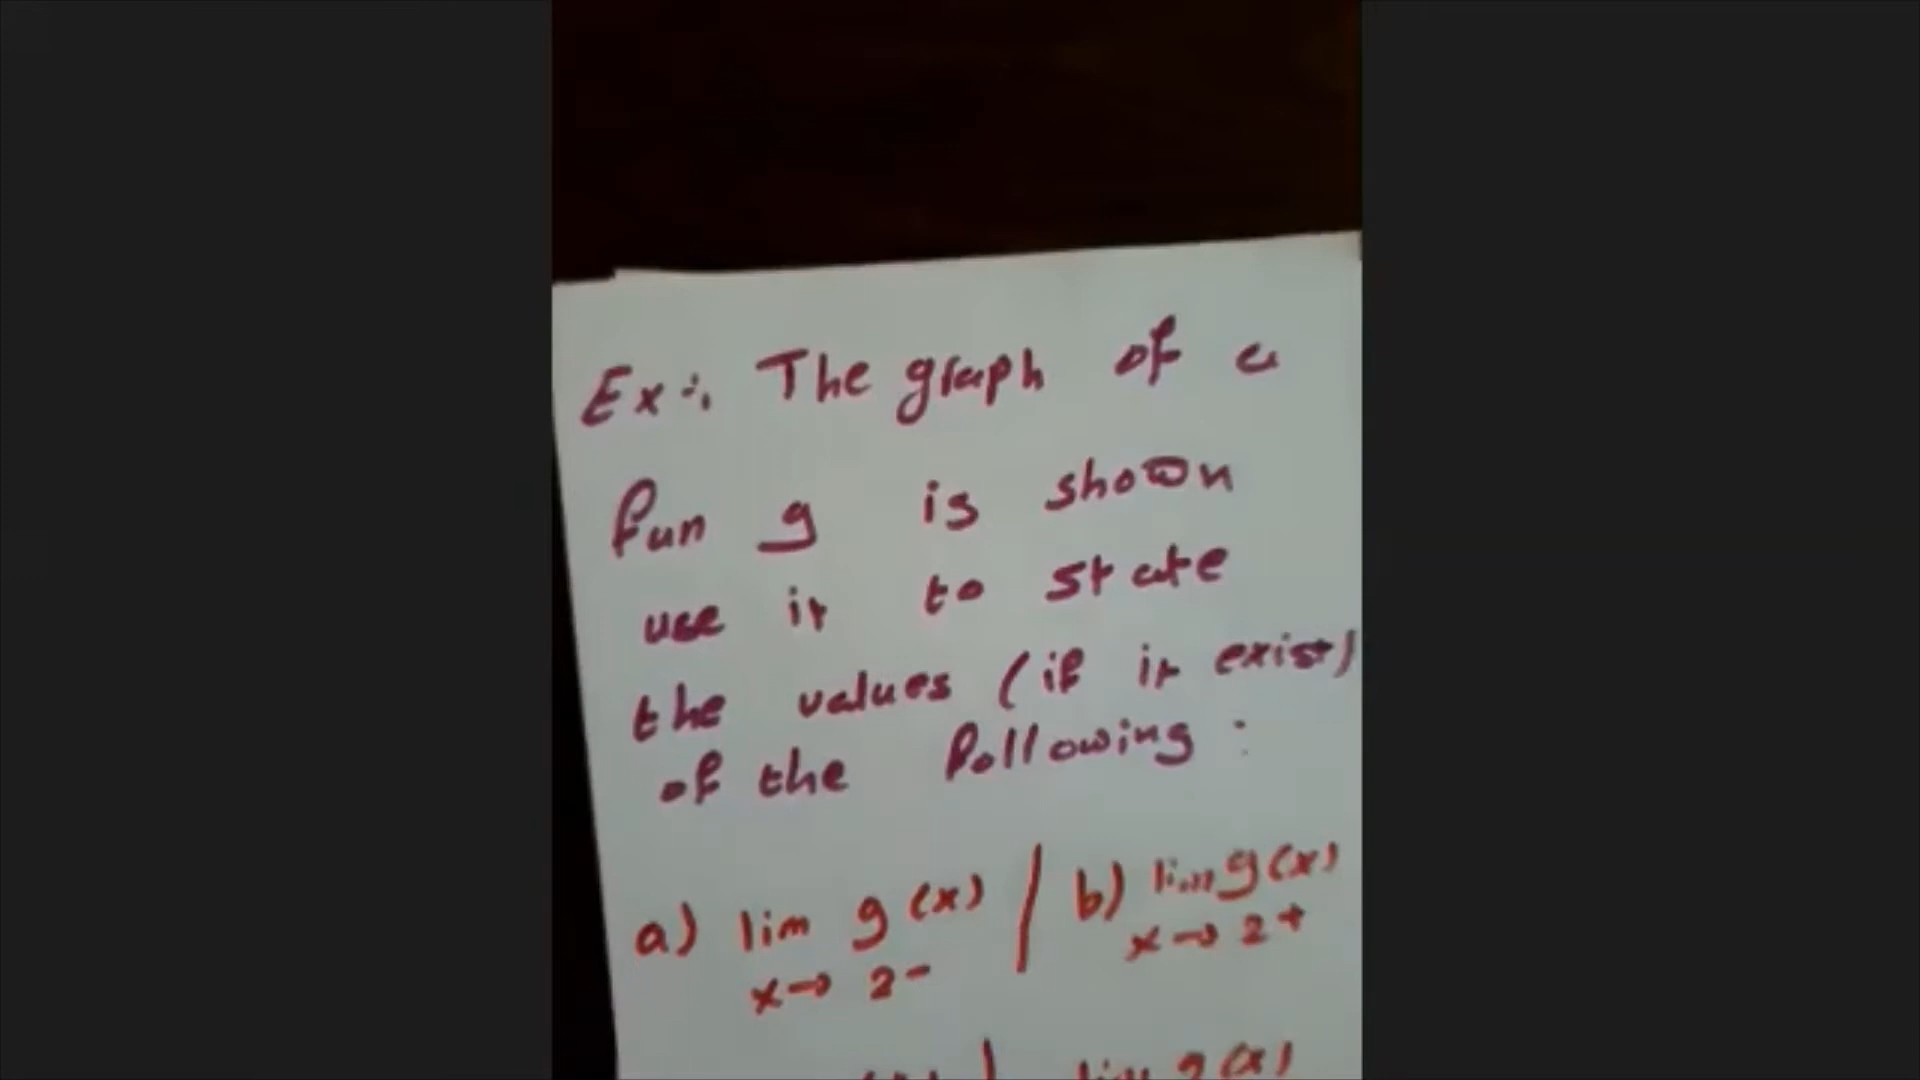 Ex:. The graph of a
fun g is shown
use it to state
the values (if it exist)
of the following :
a) lim g(x) | b) lim g(x)
x→ 2- x→ 2+
lim g(x)